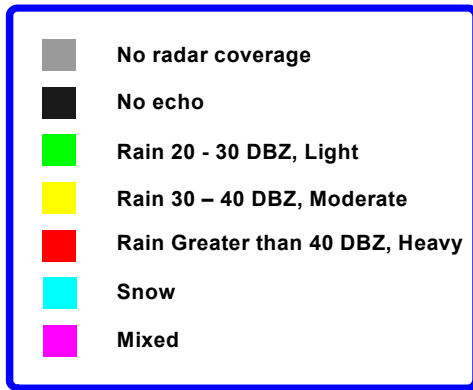 No radar coverage
No echo
Rain 20 - 30 DBZ, Light
Rain 30 – 40 DBZ, Moderate
Rain Greater than 40 DBZ, Heavy
Snow
Mixed